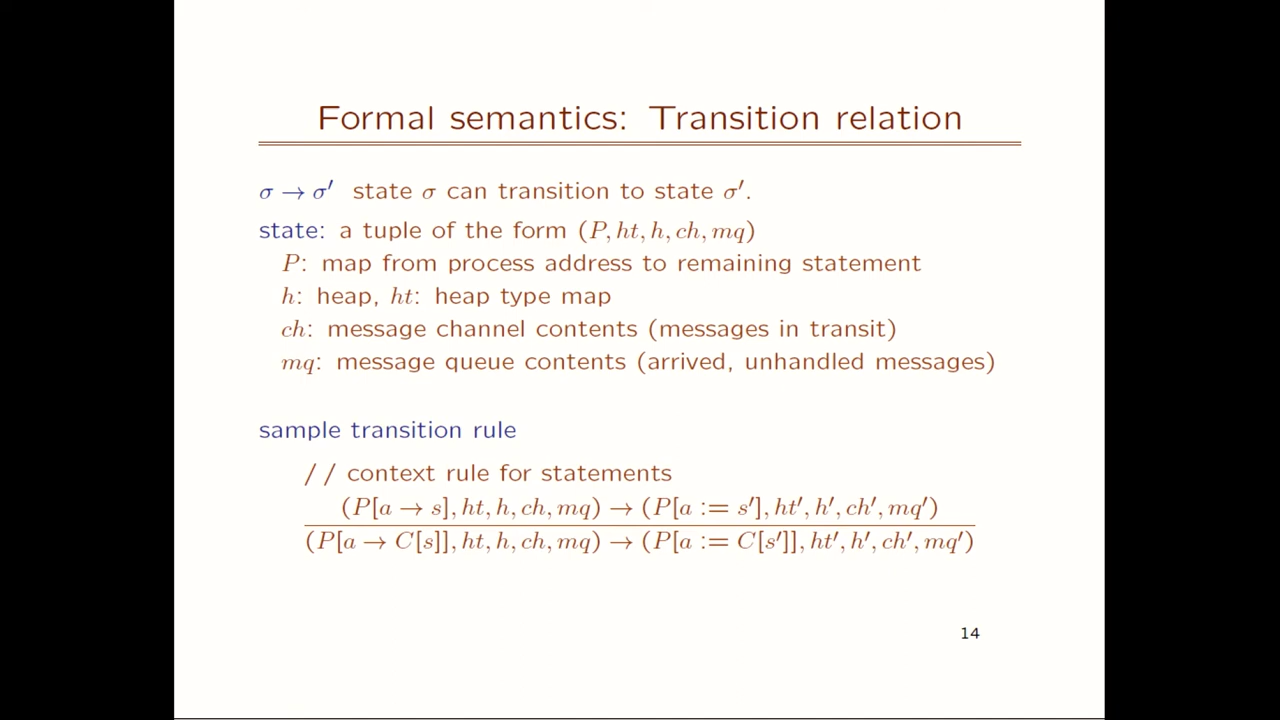 Formal semantics: Transition relation
σ → σ′ state σ can transition to state σ′.
state: a tuple of the form (P, ht, h, ch, mq)
P: map from process address to remaining statement
h: heap, ht: heap type map
ch: message channel contents (messages in transit)
mq: message queue contents (arrived, unhandled messages)
sample transition rule
// context rule for statements
(P[a → s], ht, h, ch, mq) → (P[a := s′], ht′, h′, ch′, mq′)
(P[a → C[s]], ht, h, ch, mq) → (P[a := C[s′]], ht′, h′, ch′, mq′)
14